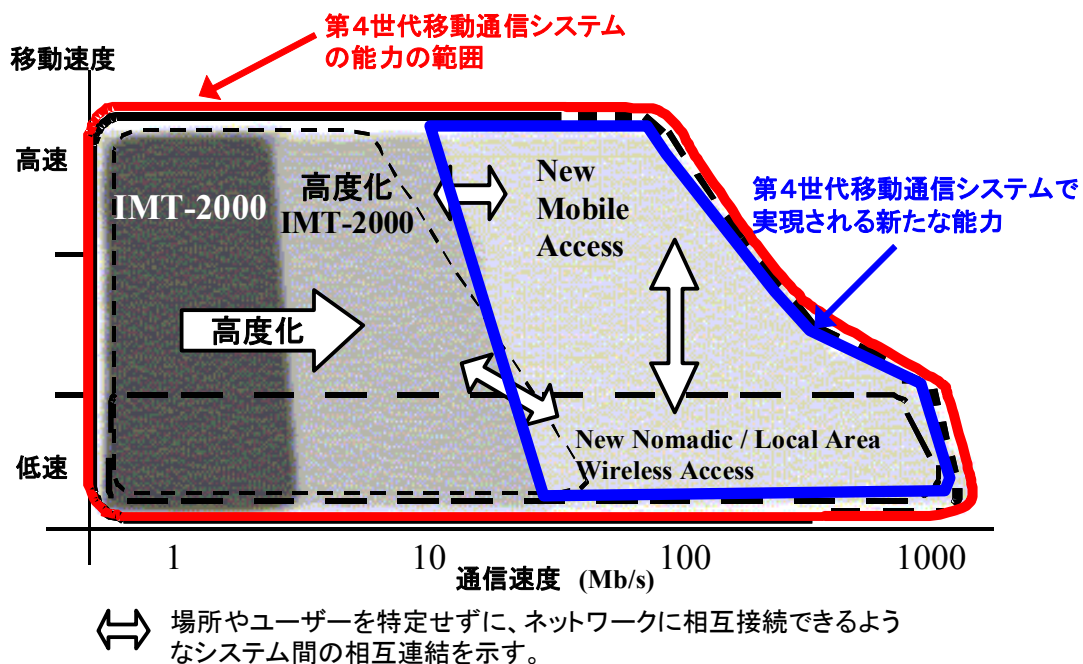 第４世代移動通信システム
の能力の範囲
移動速度
高速
IMT-2000
高度化
IMT-2000
New
Mobile
Access
第４世代移動通信システムで
実現される新たな能力
高度化
低速
New Nomadic / Local Area
Wireless Access
1
10
100
1000
通信速度 (Mb/s)
場所やユーザーを特定せずに、ネットワークに相互接続できるよう
なシステム間の相互連結を示す。